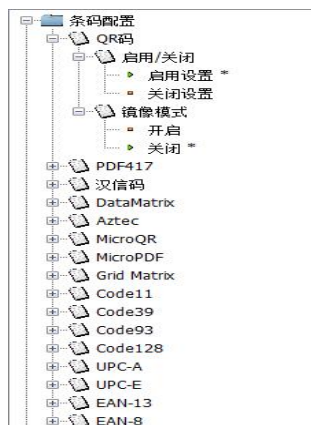 条码配置
QR码
启用/关闭
启用设置 *
关闭设置
镜像模式
开启
关闭 *
PDF417
汉信码
DataMatrix
Aztec
MicroQR
MicroPDF
Grid Matrix
Code11
Code39
Code93
Code128
UPC-A
UPC-E
EAN-13
EAN-8